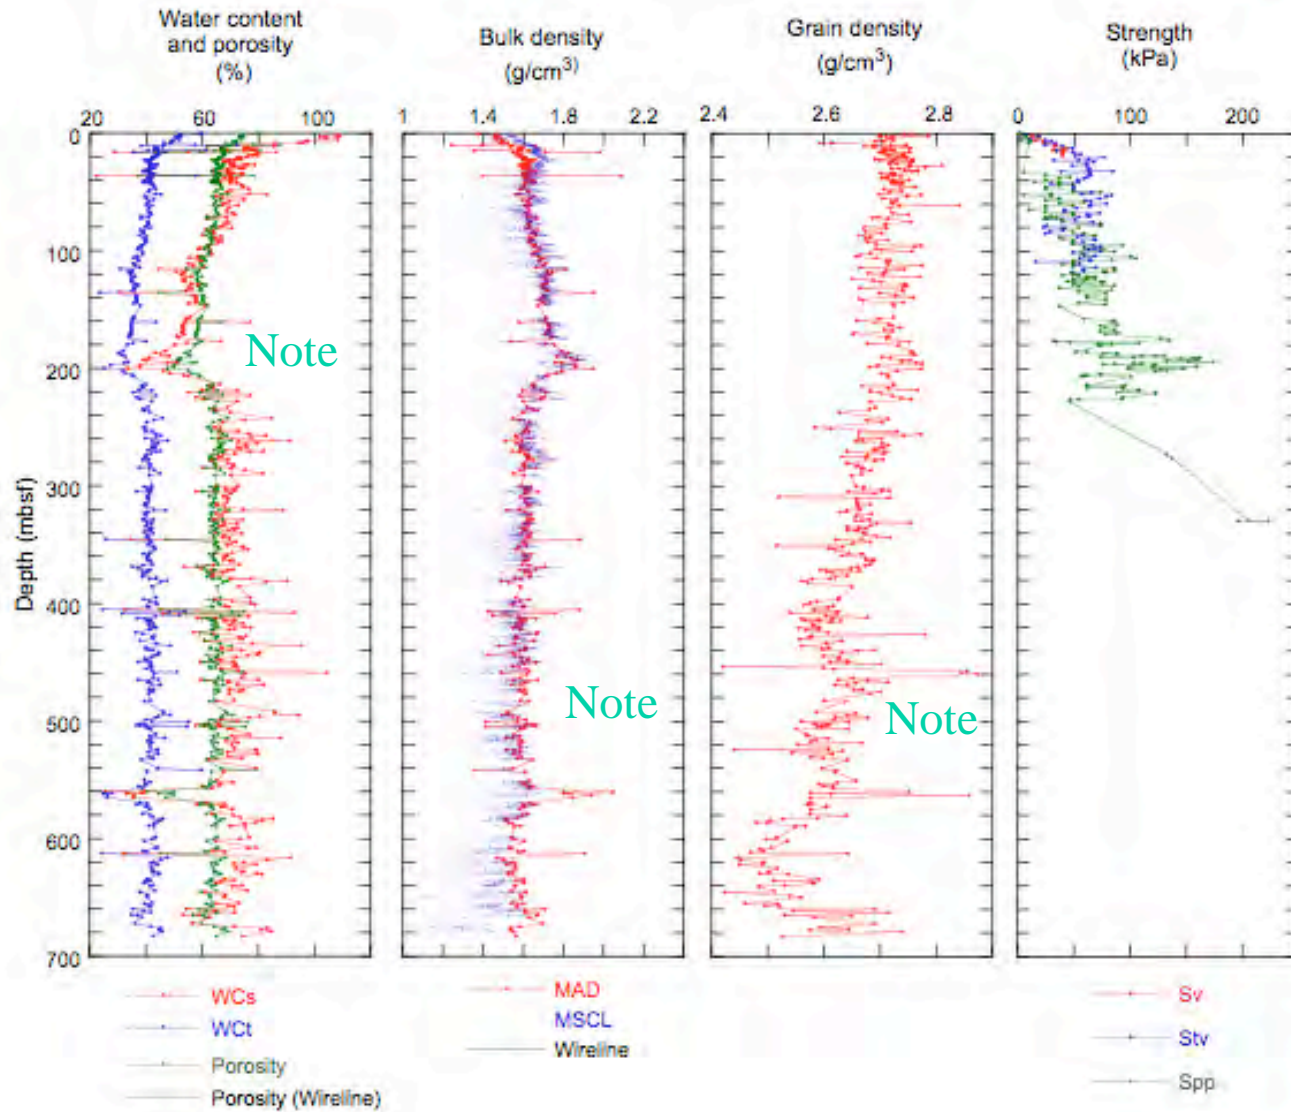 Water content
and porosity
(%)
Bulk density
(g/cm³)
Grain density
(g/cm³)
Strength
(kPa)
20 60 100
1 1.4 1.8 2.2
2.4 2.6 2.8
0 100 200
0
100
200
300
400
500
600
700
Depth (mbsf)
Note
Note
Note
WCs
WCt
Porosity
Porosity (Wireline)
MAD
MSCL
Wireline
Sv
Stv
Spp